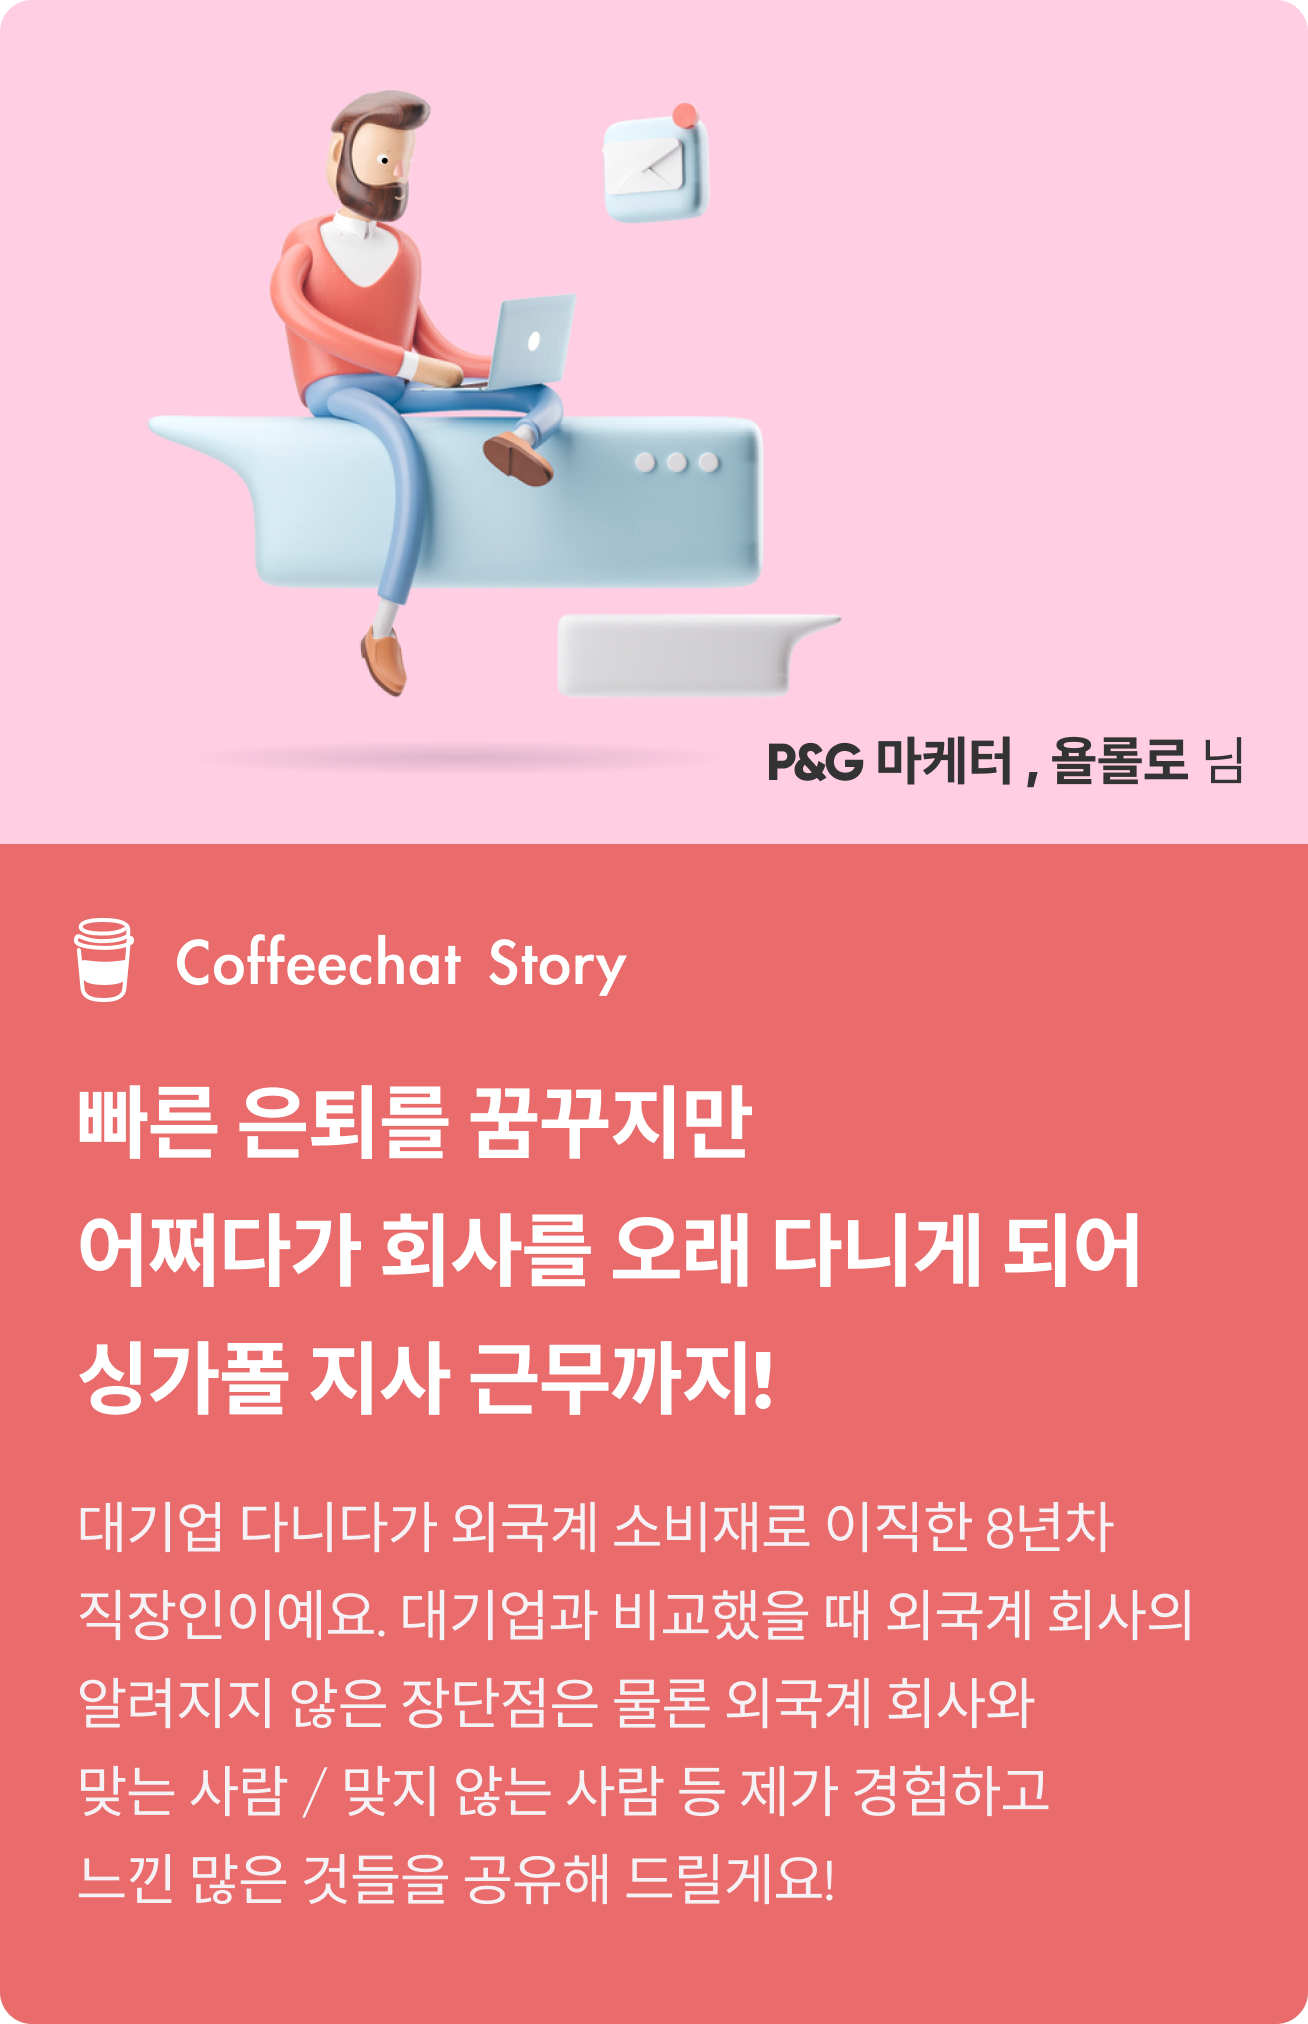 P&G 마케터 , 욜롤로 님
Coffeechat Story
빠른 은퇴를 꿈꾸지만
어쩌다가 회사를 오래 다니게 되어
싱가폴 지사 근무까지!
대기업 다니다가 외국계 소비재로 이직한 8년차
직장인이예요. 대기업과 비교했을 때 외국계 회사의
알려지지 않은 장단점은 물론 외국계 회사와
맞는 사람 / 맞지 않는 사람 등 제가 경험하고
느낀 많은 것들을 공유해 드릴게요!